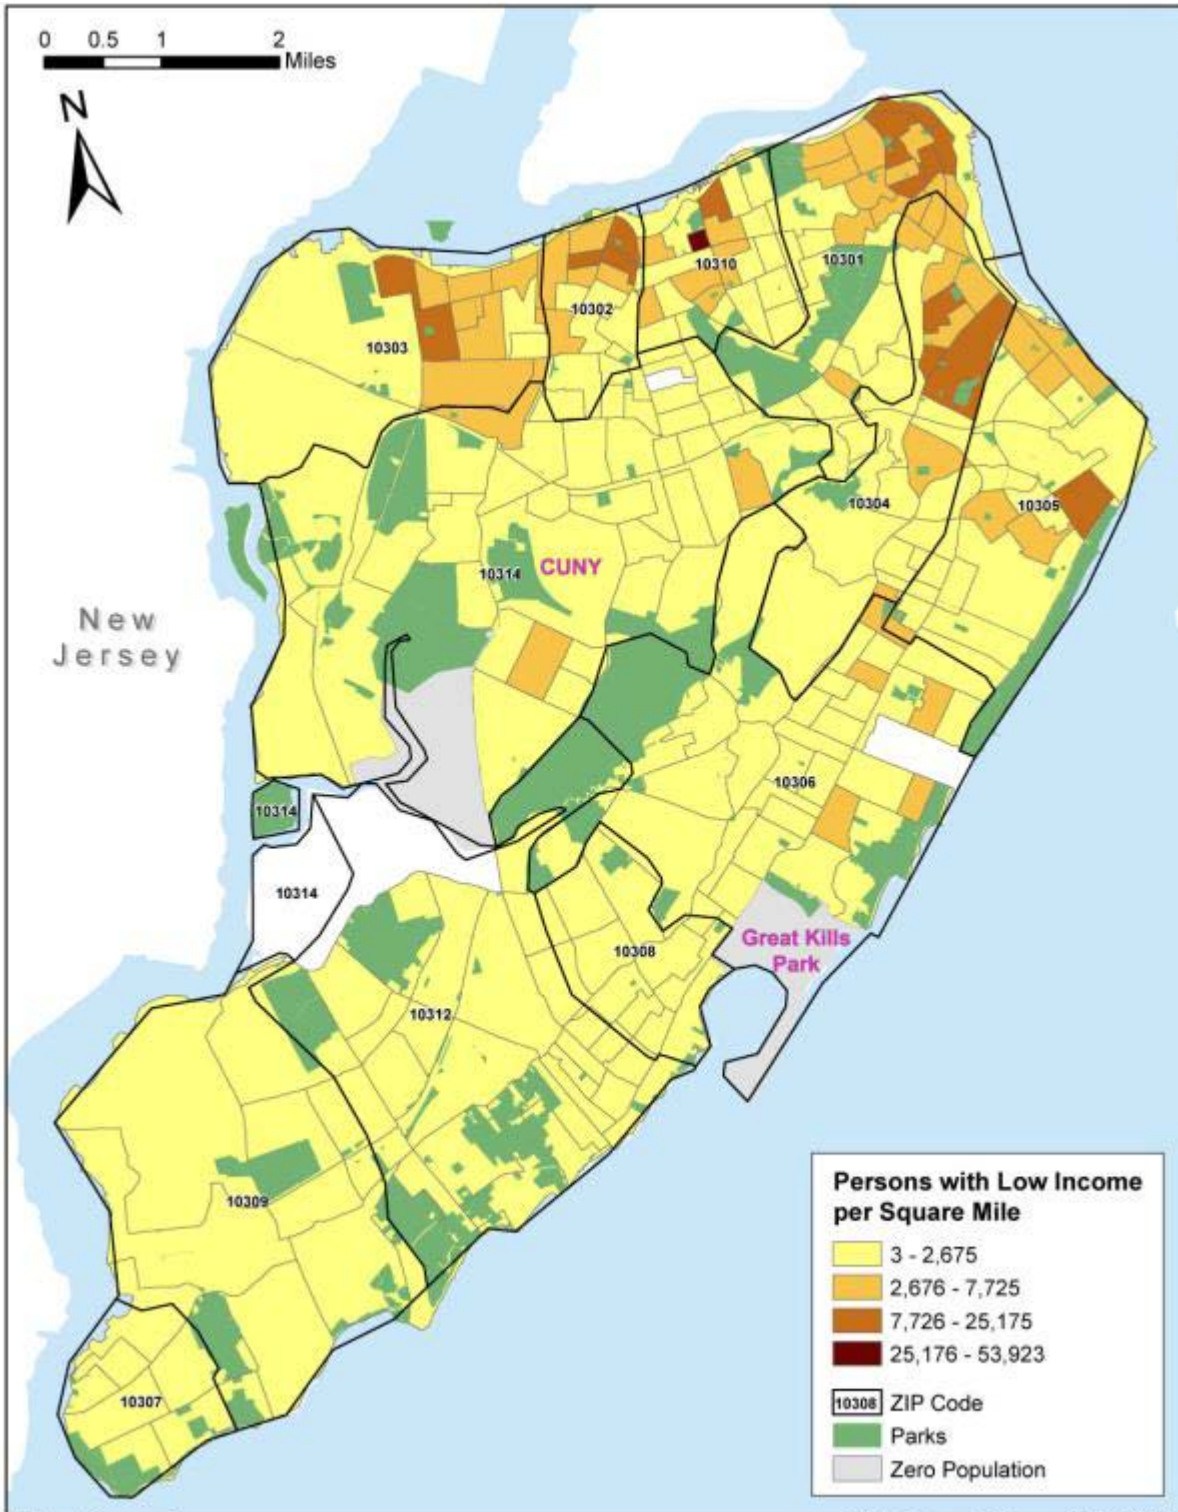 0 0.5 1 2
Miles
N
10301
10310
10302
10303
10304
10305
10314
CUNY
New
Jersey
10306
10314
10314
10308
Great Kills
Park
10312
10309
10307
Persons with Low Income
per Square Mile
3 - 2,675
2,676 - 7,725
7,726 - 25,175
25,176 - 53,923
10308 ZIP Code
Parks
Zero Population